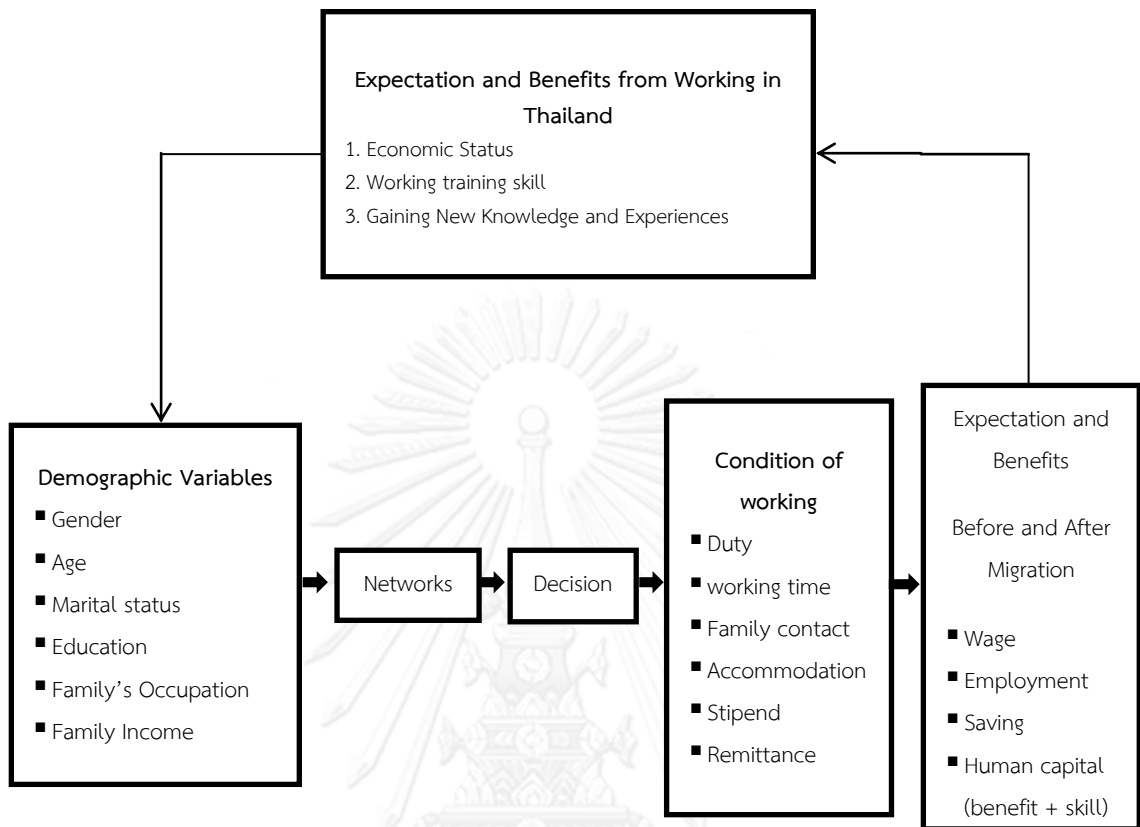 Expectation and Benefits from Working in
Thailand
1. Economic Status
2. Working training skill
3. Gaining New Knowledge and Experiences
Demographic Variables
▪ Gender
▪ Age
▪ Marital status
▪ Education
▪ Family's Occupation
▪ Family Income
Networks
Decision
Condition of
working
▪ Duty
▪ working time
▪ Family contact
▪ Accommodation
▪ Stipend
▪ Remittance
Expectation and
Benefits
Before and After
Migration
▪ Wage
▪ Employment
▪ Saving
▪ Human capital
(benefit + skill)